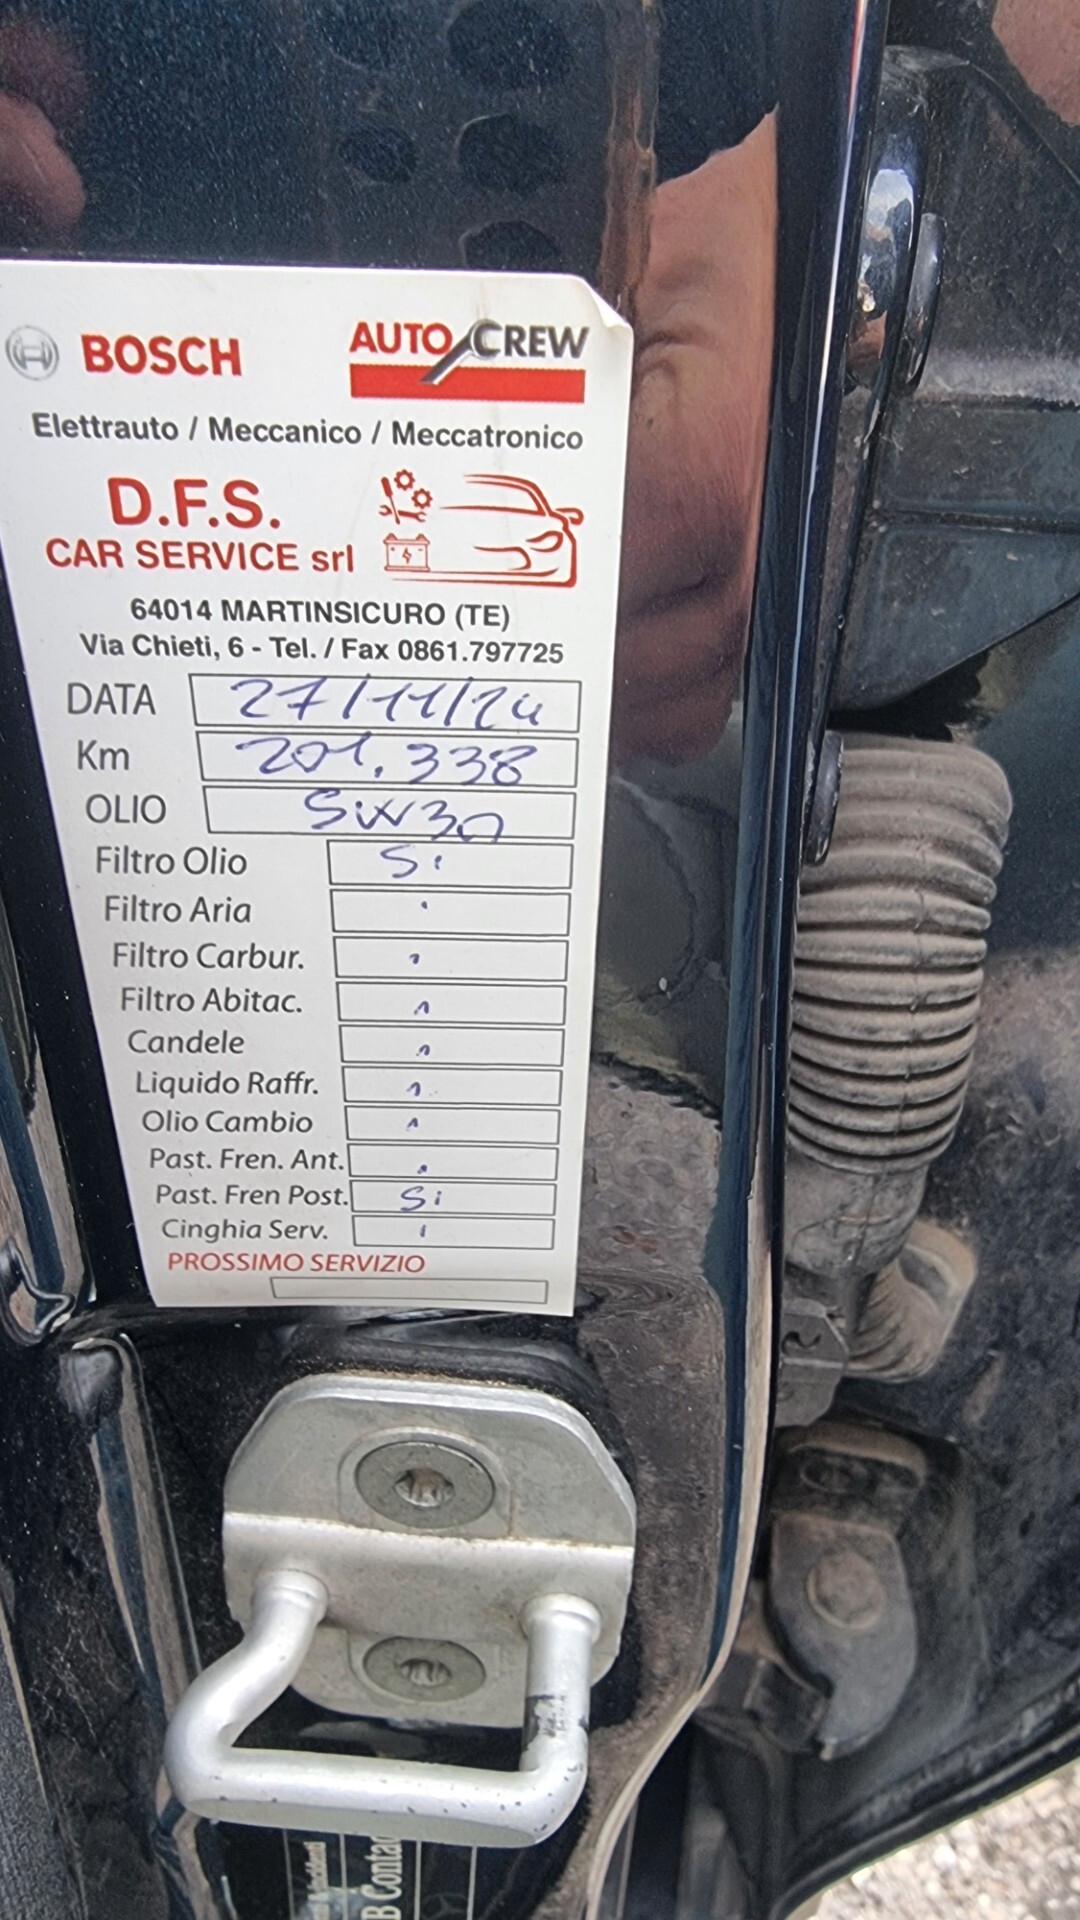 BOSCH AUTO CREW
Elettrauto / Meccanico / Meccatronico
D.F.S.
CAR SERVICE srl
64014 MARTINSICURO (TE)
Via Chieti, 6 - Tel. / Fax 0861.797725
DATA 27/11/24
Km 201.338
OLIO 5W30
Filtro Olio Si
Filtro Aria
Filtro Carbur.
Filtro Abitac.
Candele
Liquido Raffr.
Olio Cambio
Past. Fren. Ant.
Past. Fren Post. Si
Cinghia Serv.
PROSSIMO SERVIZIO